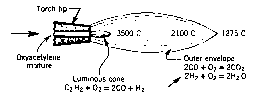 Torch tip
3500 C
2100 C
1275 C
Oxyacetylene
mixture
Outer envelope
2CO + O₂ = 2CO₂
2H₂ + O₂ = 2H₂O
Luminous cone
C₂H₂ + O₂ = 2CO + H₂